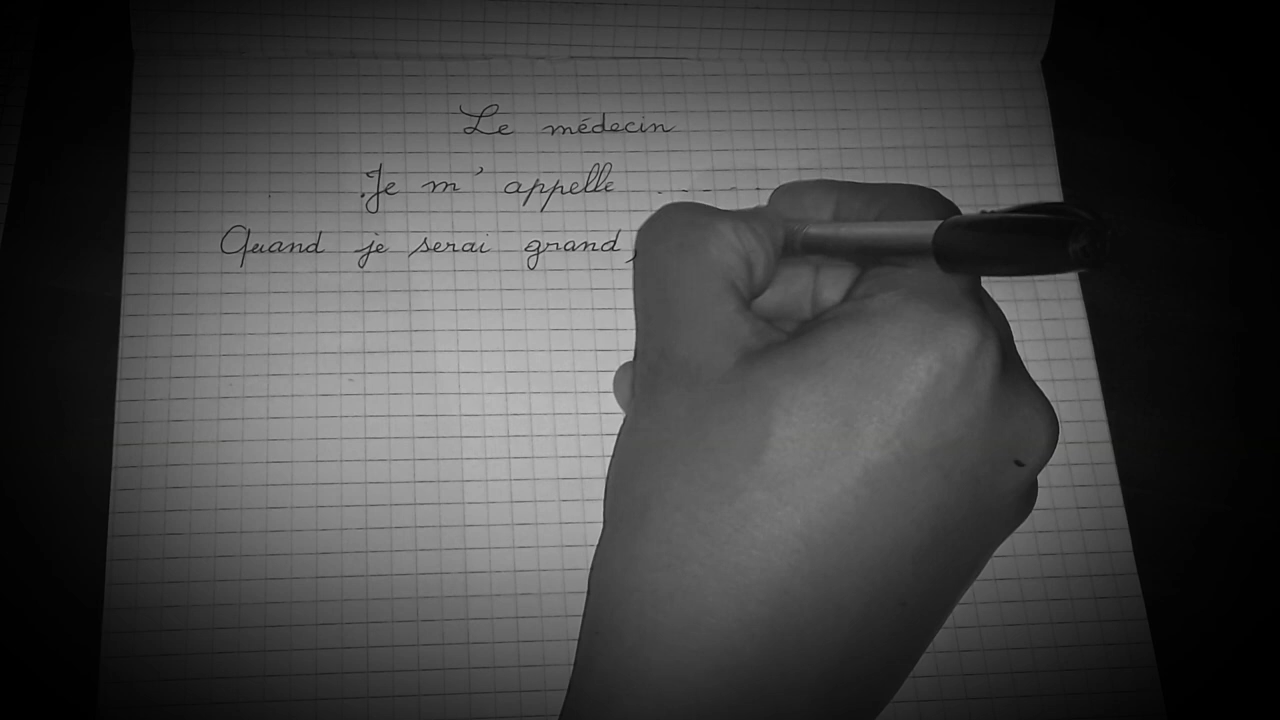 Le médecin
Je m' appelle . - - -
Quand je serai grand,